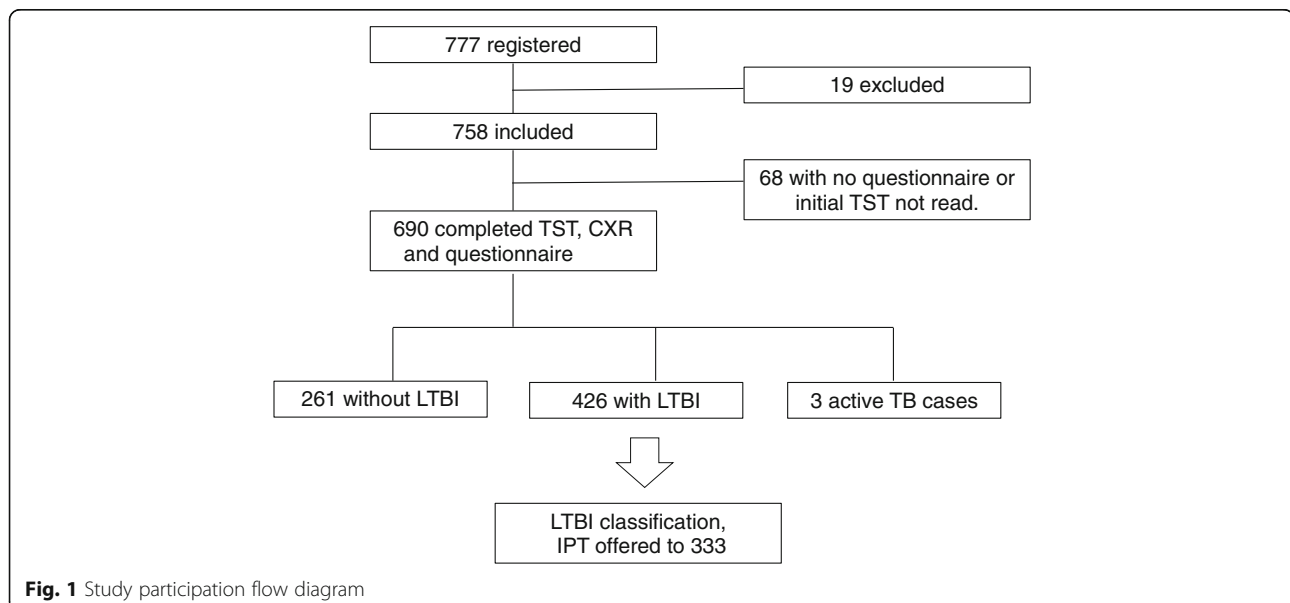 777 registered
19 excluded
758 included
68 with no questionnaire or
initial TST not read.
690 completed TST, CXR
and questionnaire
261 without LTBI
426 with LTBI
3 active TB cases
LTBI classification,
IPT offered to 333
Fig. 1 Study participation flow diagram